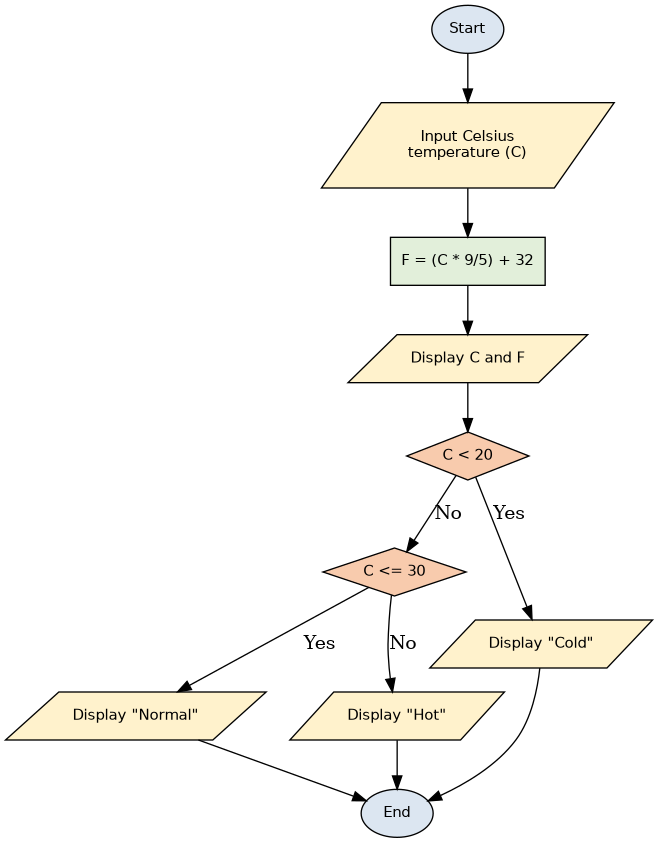 Start
Input Celsius
temperature (C)
F = (C * 9/5) + 32
Display C and F
C < 20
No
Yes
C <= 30
Yes
No
Display "Cold"
Display "Normal"
Display "Hot"
End